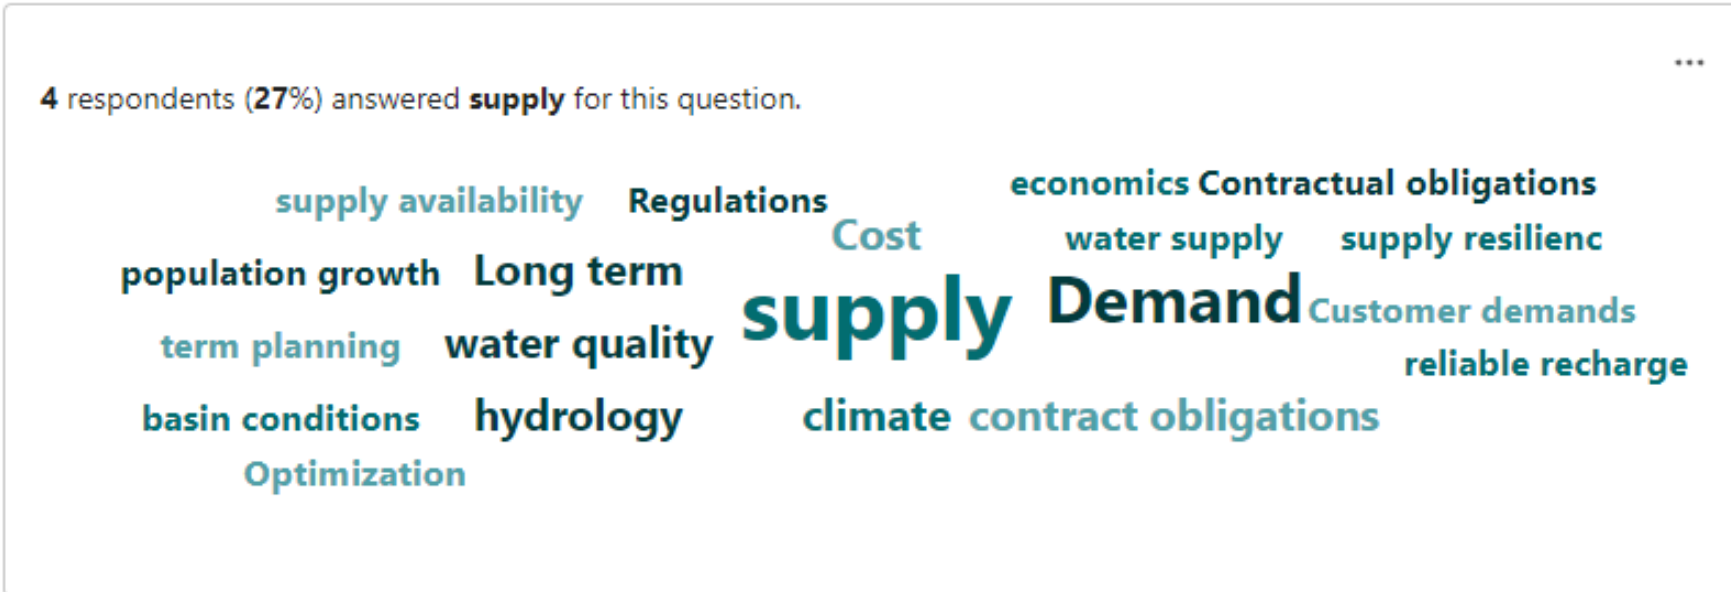 ...
4 respondents (27%) answered supply for this question.
economics Contractual obligations
supply availability Regulations
Cost water supply supply resilienc
population growth Long term
supply Demand Customer demands
term planning water quality
reliable recharge
basin conditions hydrology climate contract obligations
Optimization